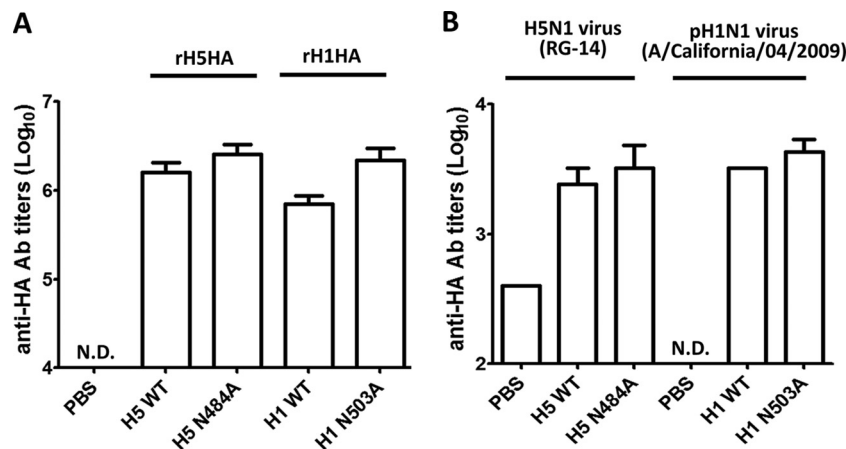 A
rH5HA
rH1HA
anti-HA Ab titers (Log10)
7
6
5
4
N.D.
PBS
H5 WT
H5 N484A
H1 WT
H1 N503A
B
H5N1 virus
(RG-14)
pH1N1 virus
(A/California/04/2009)
anti-HA Ab titers (Log10)
4
3
2
N.D.
PBS
H5 WT
H5 N484A
PBS
H1 WT
H1 N503A